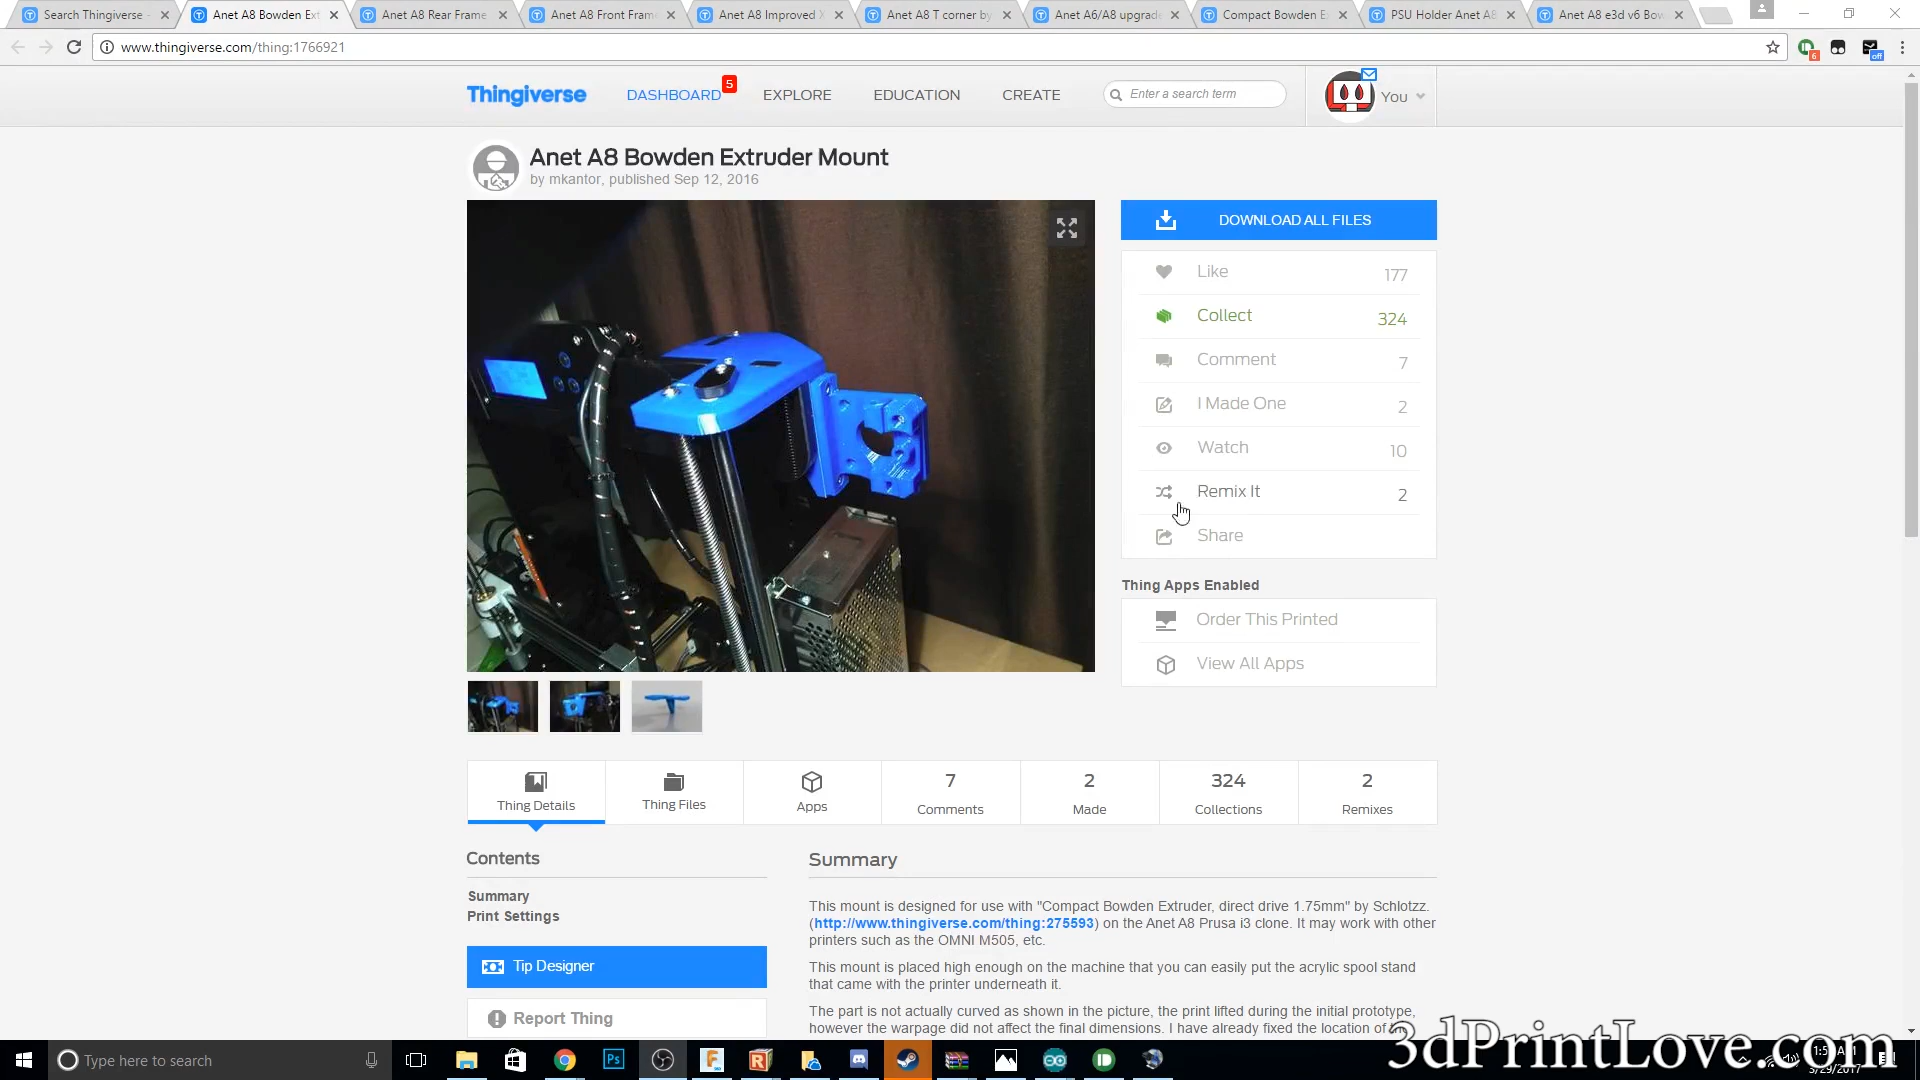 Search Thingiverse -
Anet A8 Bowden Ext
Anet A8 Rear Frame
Anet A8 Front Fram
Anet A8 Improved X
Anet A8 T corner by
Anet A6/A8 upgrade
Compact Bowden E
PSU Holder Anet A8
Anet A8 e3d v6 Bow
www.thingiverse.com/thing:1766921
6
off
Thingiverse
DASHBOARD
5
EXPLORE
EDUCATION
CREATE
Enter a search term
You
Anet A8 Bowden Extruder Mount
by mkantor, published Sep 12, 2016
DOWNLOAD ALL FILES
Like 177
Collect 324
Comment 7
I Made One 2
Watch 10
Remix It 2
Share
Thing Apps Enabled
Order This Printed
View All Apps
Thing Details
Thing Files
Apps
7
Comments
2
Made
324
Collections
2
Remixes
Contents
Summary
Print Settings
Tip Designer
Report Thing
Summary
This mount is designed for use with "Compact Bowden Extruder, direct drive 1.75mm" by Schlotzz.
(http://www.thingiverse.com/thing:275593) on the Anet A8 Prusa i3 clone. It may work with other
printers such as the OMNI M505, etc.
This mount is placed high enough on the machine that you can easily put the acrylic spool stand
that came with the printer underneath it.
The part is not actually curved as shown in the picture, the print lifted during the initial prototype,
however the warpage did not affect the final dimensions. I have already fixed the location of
3dPrintLove.com
Type here to search
Ps